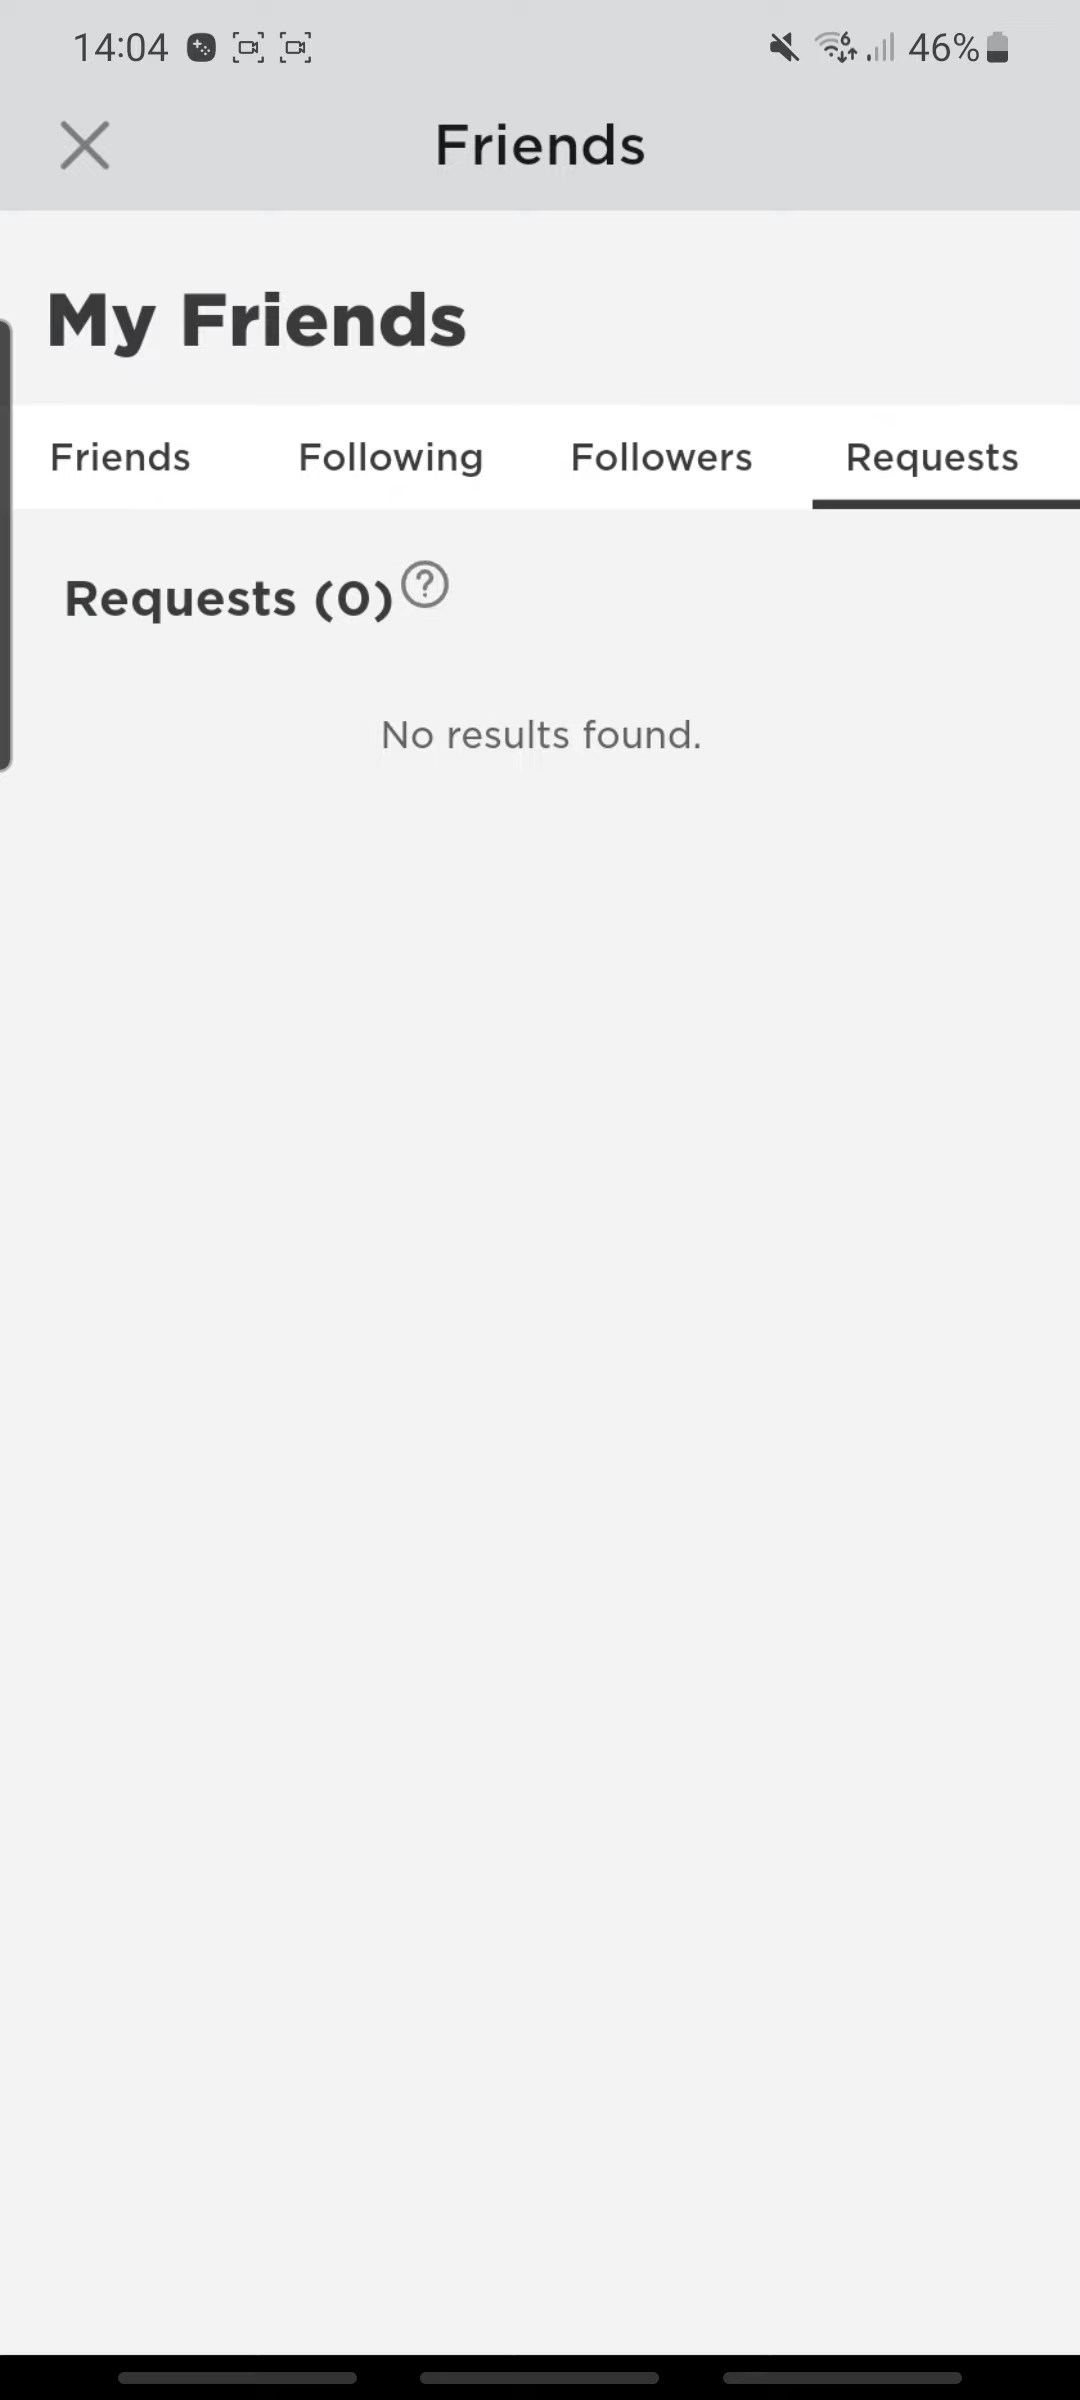 14:04
46%
Friends
My Friends
Friends Following Followers Requests
Requests (0)
No results found.